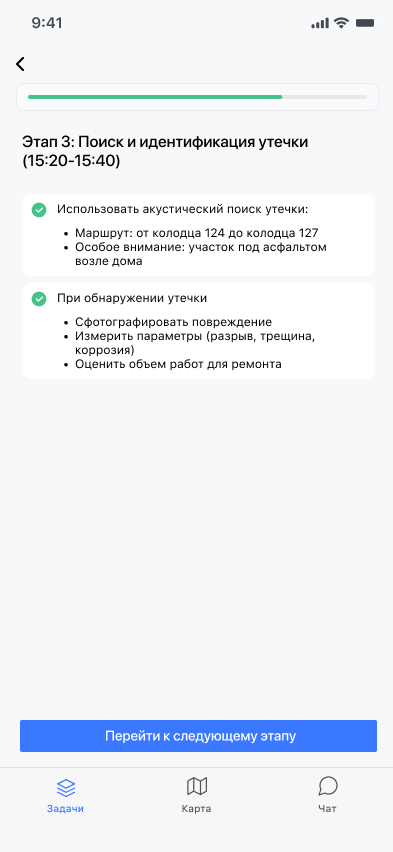 9:41
Этап 3: Поиск и идентификация утечки
(15:20-15:40)
Использовать акустический поиск утечки:
• Маршрут: от колодца 124 до колодца 127
• Особое внимание: участок под асфальтом
возле дома
При обнаружении утечки
• Сфотографировать повреждение
• Измерить параметры (разрыв, трещина,
коррозия)
• Оценить объем работ для ремонта
Перейти к следующему этапу
Задачи
Карта
Чат